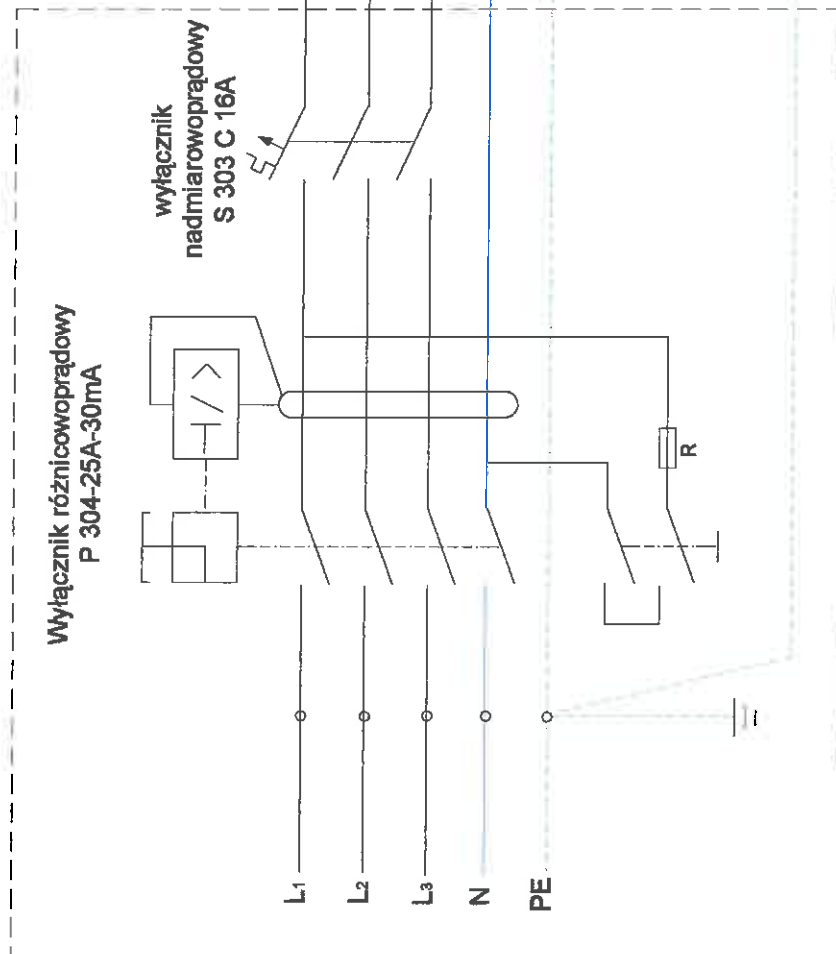 Wyłącznik różnicowoprądowy
P 304-25A-30mA
wyłącznik
nadmiarowoprądowy
S 303 C 16A
I / >
R
L1
L2
L3
N
PE